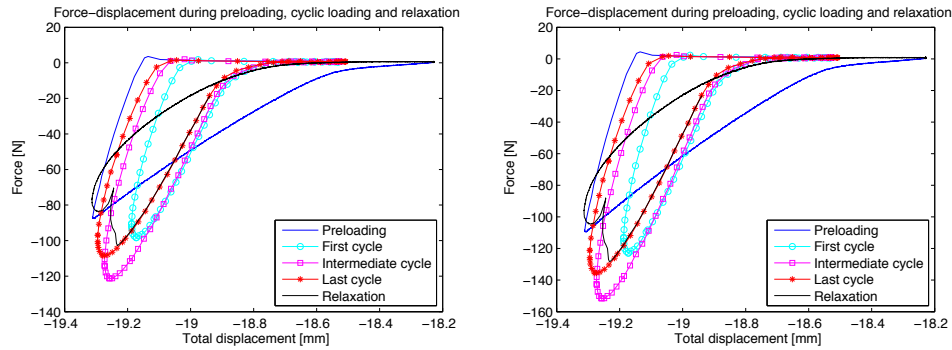 Force−displacement during preloading, cyclic loading and relaxation
20
0
−20
−40
−60
−80
−100
−120
−140
Force [N]
Preloading
First cycle
Intermediate cycle
Last cycle
Relaxation
−19.4 −19.2 −19 −18.8 −18.6 −18.4 −18.2
Total displacement [mm]
Force−displacement during preloading, cyclic loading and relaxation
20
0
−20
−40
−60
−80
−100
−120
−140
−160
Force [N]
Preloading
First cycle
Intermediate cycle
Last cycle
Relaxation
−19.4 −19.2 −19 −18.8 −18.6 −18.4 −18.2
Total displacement [mm]